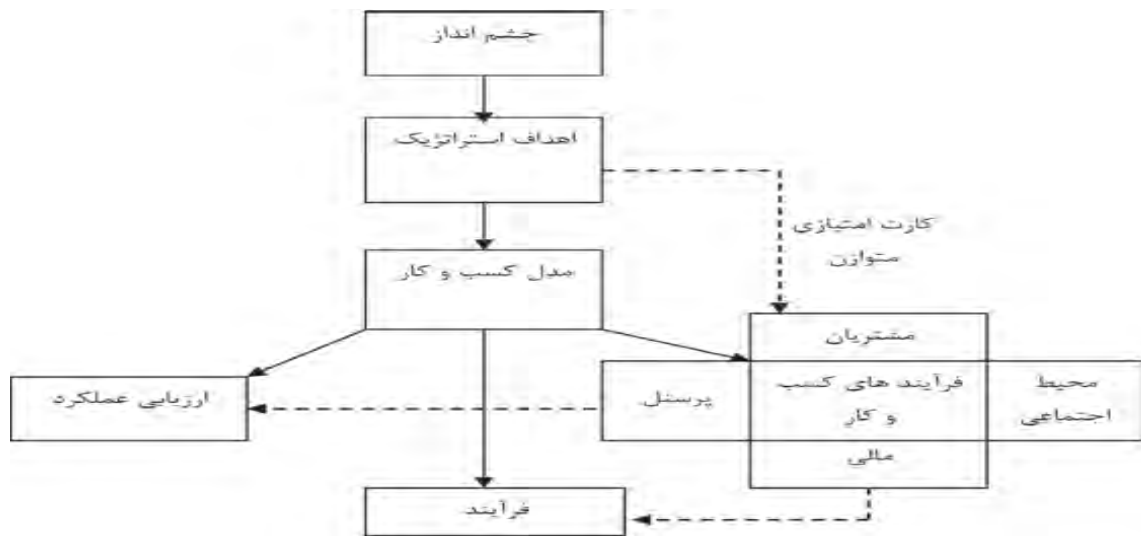 چشم انداز
اهداف استراتژیک
کارت امتیازی
متوازن
مدل کسب و کار
مشتریان
محیط
اجتماعی
فرآیند های کسب
و کار
پرسنل
ارزیابی عملکرد
مالی
فرآیند